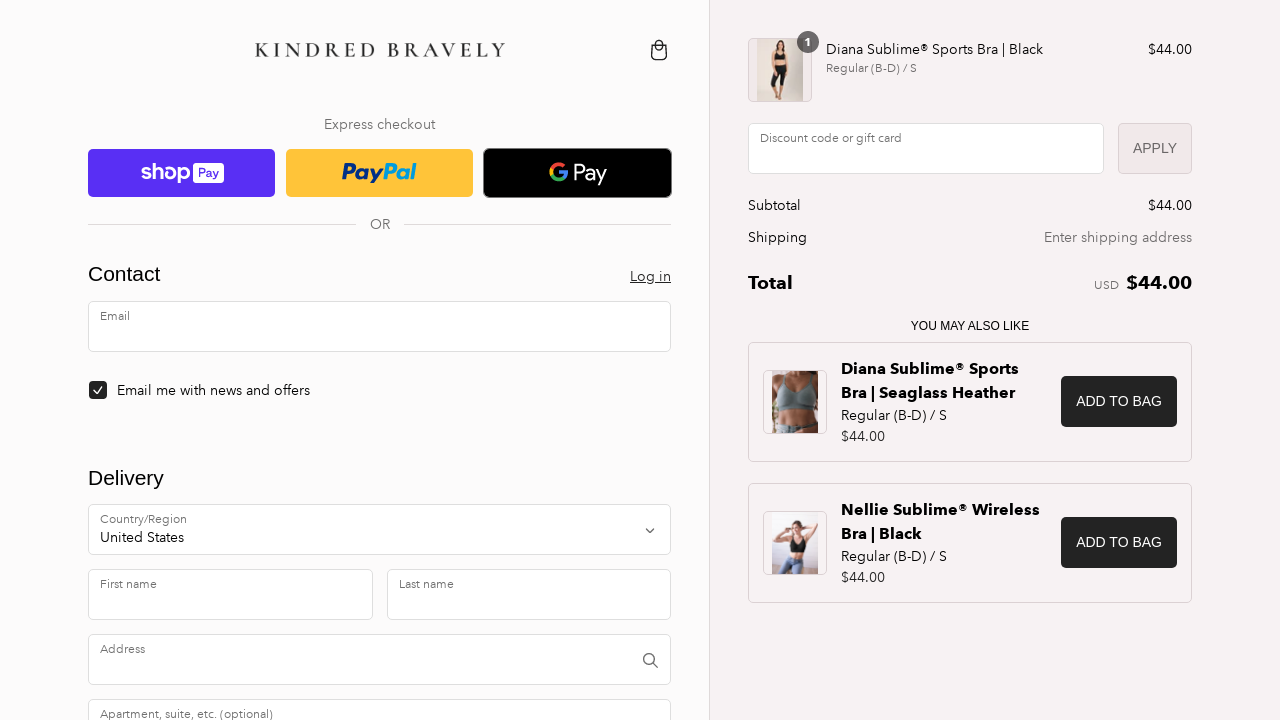 KINDRED BRAVELY
Express checkout
shop Pay
PayPal
G Pay
OR
Contact
Log in
Email
Email me with news and offers
Delivery
Country/Region
United States
First name
Last name
Address
Apartment, suite, etc. (optional)
1
Diana Sublime® Sports Bra | Black
$44.00
Regular (B-D) / S
Discount code or gift card
APPLY
Subtotal
$44.00
Shipping
Enter shipping address
Total
USD $44.00
YOU MAY ALSO LIKE
Diana Sublime® Sports
Bra | Seaglass Heather
Regular (B-D) / S
$44.00
ADD TO BAG
Nellie Sublime® Wireless
Bra | Black
Regular (B-D) / S
$44.00
ADD TO BAG